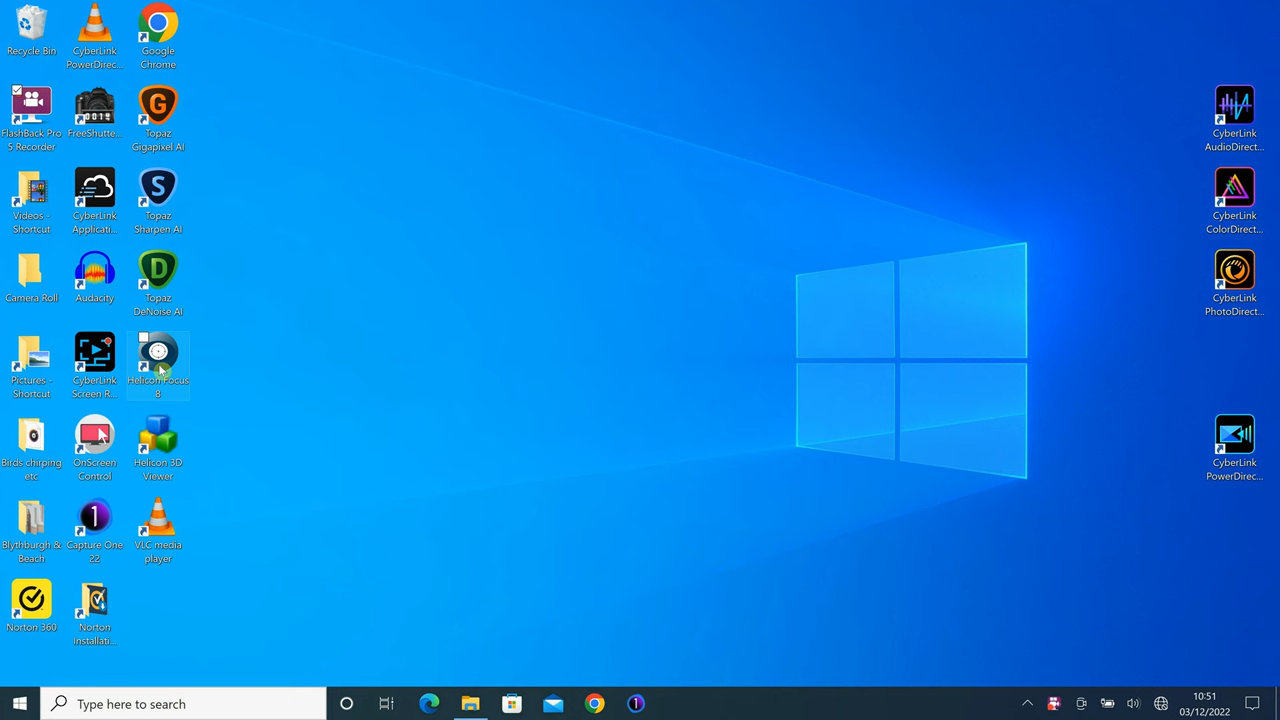 Recycle Bin
CyberLink
PowerDirec...
Google
Chrome
FlashBack Pro
5 Recorder
FreeShutte...
0019
G
Topaz
Gigapixel AI
Videos -
Shortcut
CyberLink
Applicati...
S
Topaz
Sharpen AI
Camera Roll
Audacity
D
Topaz
DeNoise AI
Pictures -
Shortcut
CyberLink
Screen R...
Helicon Focus
8
Birds chirping
etc
OnScreen
Control
Helicon 3D
Viewer
Blythburgh &
Beach
1
Capture One
22
VLC media
player
Norton 360
Norton
Installati...
CyberLink
AudioDirect...
CyberLink
ColorDirect...
CyberLink
PhotoDirect...
CyberLink
PowerDirec...
Type here to search
1
10:51
03/12/2022